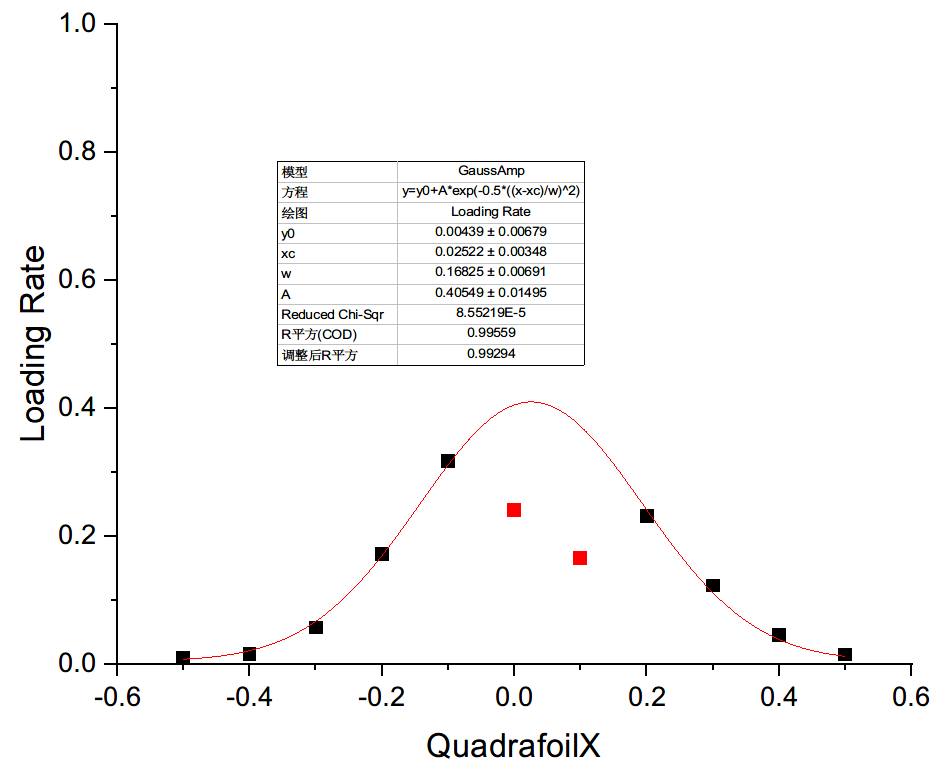 1.0
0.8
0.6
0.4
0.2
0.0
Loading Rate
模型 GaussAmp
方程 y=y0+A*exp(-0.5*((x-xc)/w)^2)
绘图 Loading Rate
y0 0.00439 ± 0.00679
xc 0.02522 ± 0.00348
w 0.16825 ± 0.00691
A 0.40549 ± 0.01495
Reduced Chi-Sqr 8.55219E-5
R平方(COD) 0.99559
调整后R平方 0.99294
-0.6 -0.4 -0.2 0.0 0.2 0.4 0.6
QuadrafoilX